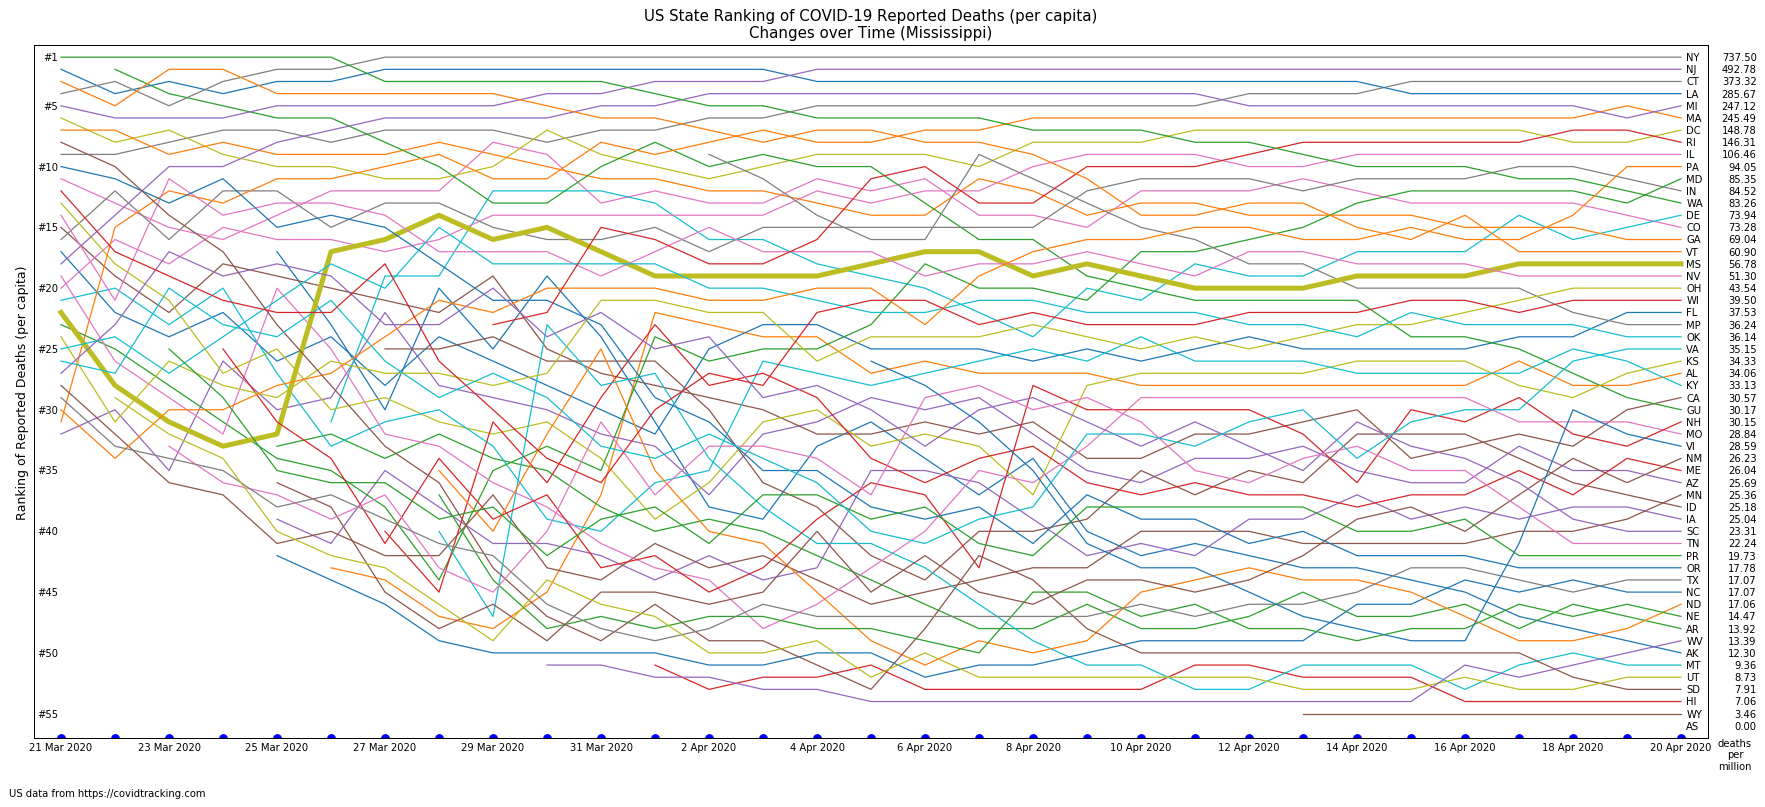 US State Ranking of COVID-19 Reported Deaths (per capita)
Changes over Time (Mississippi)
Ranking of Reported Deaths (per capita)
#1
#5
#10
#15
#20
#25
#30
#35
#40
#45
#50
#55
NY 737.50
NJ 492.78
CT 373.32
LA 285.67
MI 247.12
MA 245.49
DC 148.78
RI 146.31
IL 106.46
PA 94.05
MD 85.35
IN 84.52
WA 83.26
DE 73.94
CO 73.28
GA 69.04
VT 60.90
MS 56.78
NV 51.30
OH 43.54
WI 39.50
FL 37.53
MP 36.24
OK 36.14
VA 35.15
KS 34.33
AL 34.06
KY 33.13
CA 30.57
GU 30.17
NH 30.15
MO 28.84
VI 28.59
NM 26.23
ME 26.04
AZ 25.69
MN 25.36
ID 25.18
IA 25.04
SC 23.31
TN 22.24
PR 19.73
OR 17.78
TX 17.07
NC 17.07
ND 17.06
NE 14.47
AR 13.92
WV 13.39
AK 12.30
MT 9.36
UT 8.73
SD 7.91
HI 7.06
WY 3.46
AS 0.00
21 Mar 2020
23 Mar 2020
25 Mar 2020
27 Mar 2020
29 Mar 2020
31 Mar 2020
2 Apr 2020
4 Apr 2020
6 Apr 2020
8 Apr 2020
10 Apr 2020
12 Apr 2020
14 Apr 2020
16 Apr 2020
18 Apr 2020
20 Apr 2020
deaths
per
million
US data from https://covidtracking.com